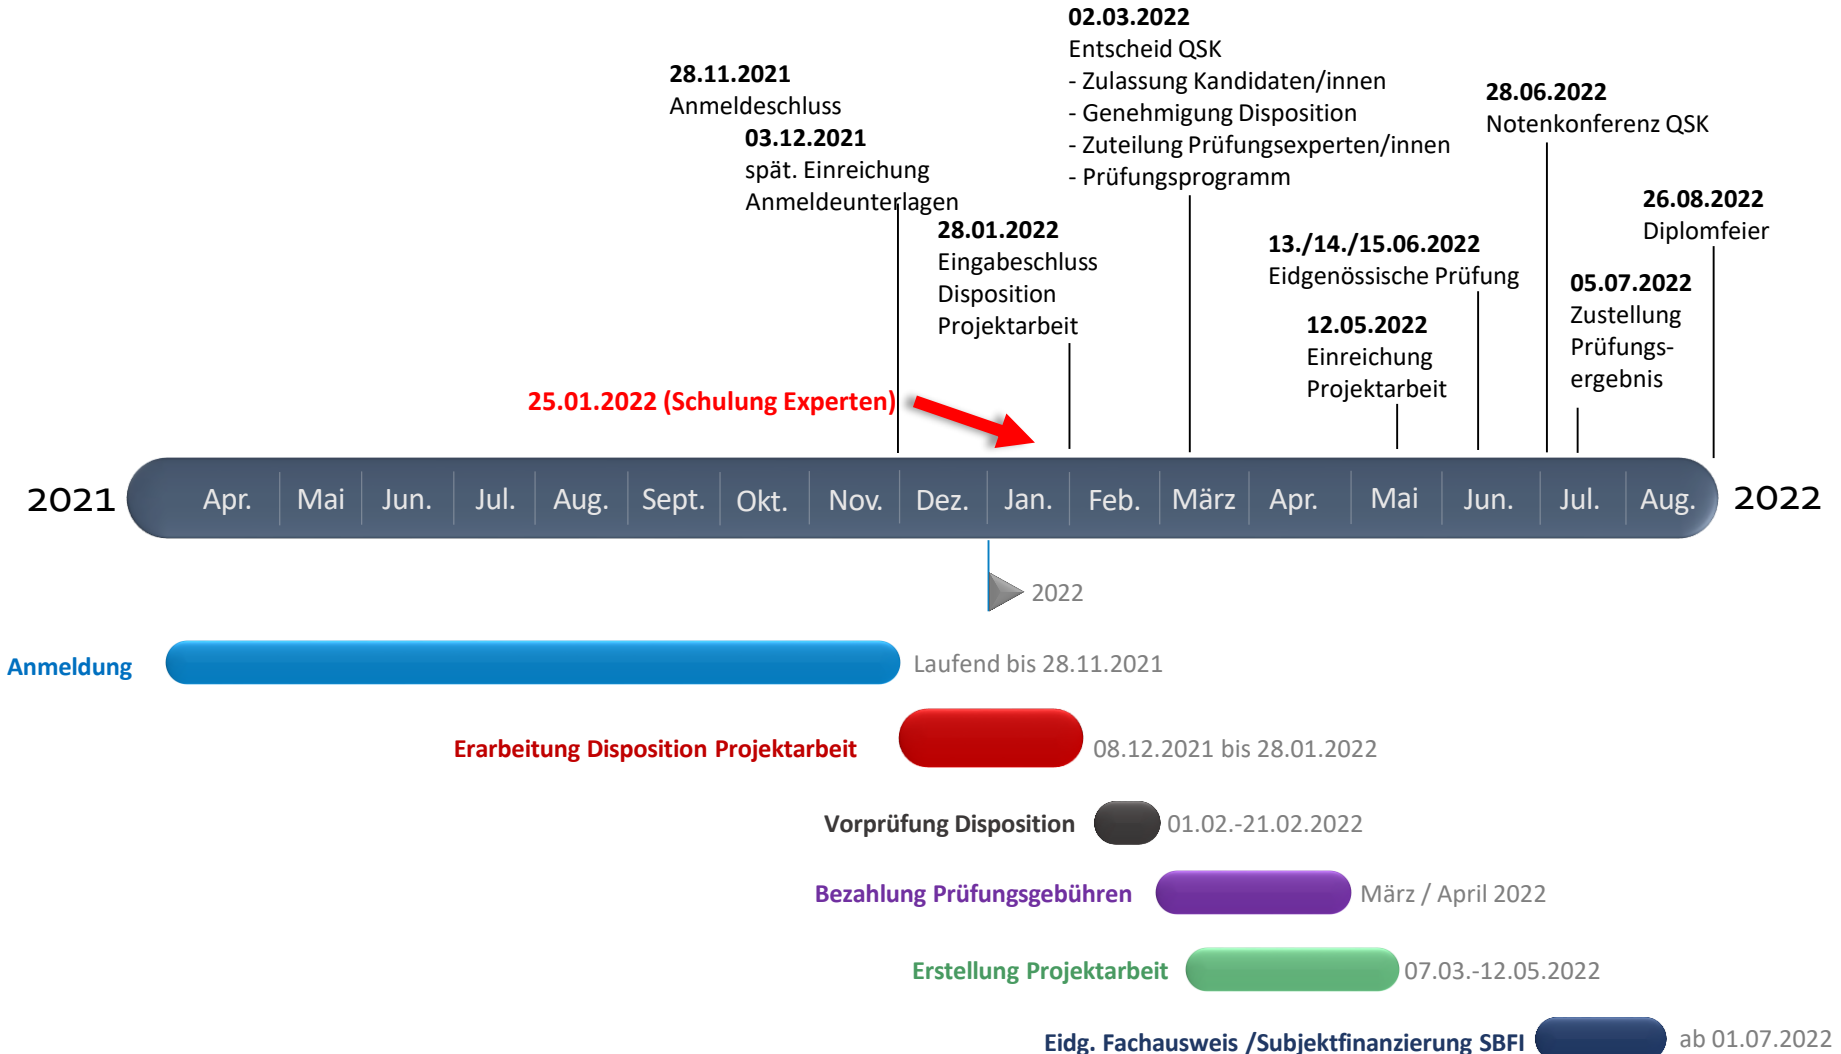 02.03.2022
Entscheid QSK
- Zulassung Kandidaten/innen
- Genehmigung Disposition
- Zuteilung Prüfungsexperten/innen
- Prüfungsprogramm
28.11.2021
Anmeldeschluss
03.12.2021
spät. Einreichung
Anmeldeunterlagen
28.06.2022
Notenkonferenz QSK
26.08.2022
Diplomfeier
28.01.2022
Eingabeschluss
Disposition
Projektarbeit
13./14./15.06.2022
Eidgenössische Prüfung
05.07.2022
Zustellung
Prüfungs-
ergebnis
12.05.2022
Einreichung
Projektarbeit
25.01.2022 (Schulung Experten)
2021 Apr. Mai Jun. Jul. Aug. Sept. Okt. Nov. Dez. Jan. Feb. März Apr. Mai Jun. Jul. Aug. 2022
2022
Anmeldung Laufend bis 28.11.2021
Erarbeitung Disposition Projektarbeit 08.12.2021 bis 28.01.2022
Vorprüfung Disposition 01.02.-21.02.2022
Bezahlung Prüfungsgebühren März / April 2022
Erstellung Projektarbeit 07.03.-12.05.2022
Eidg. Fachausweis /Subjektfinanzierung SBFI ab 01.07.2022